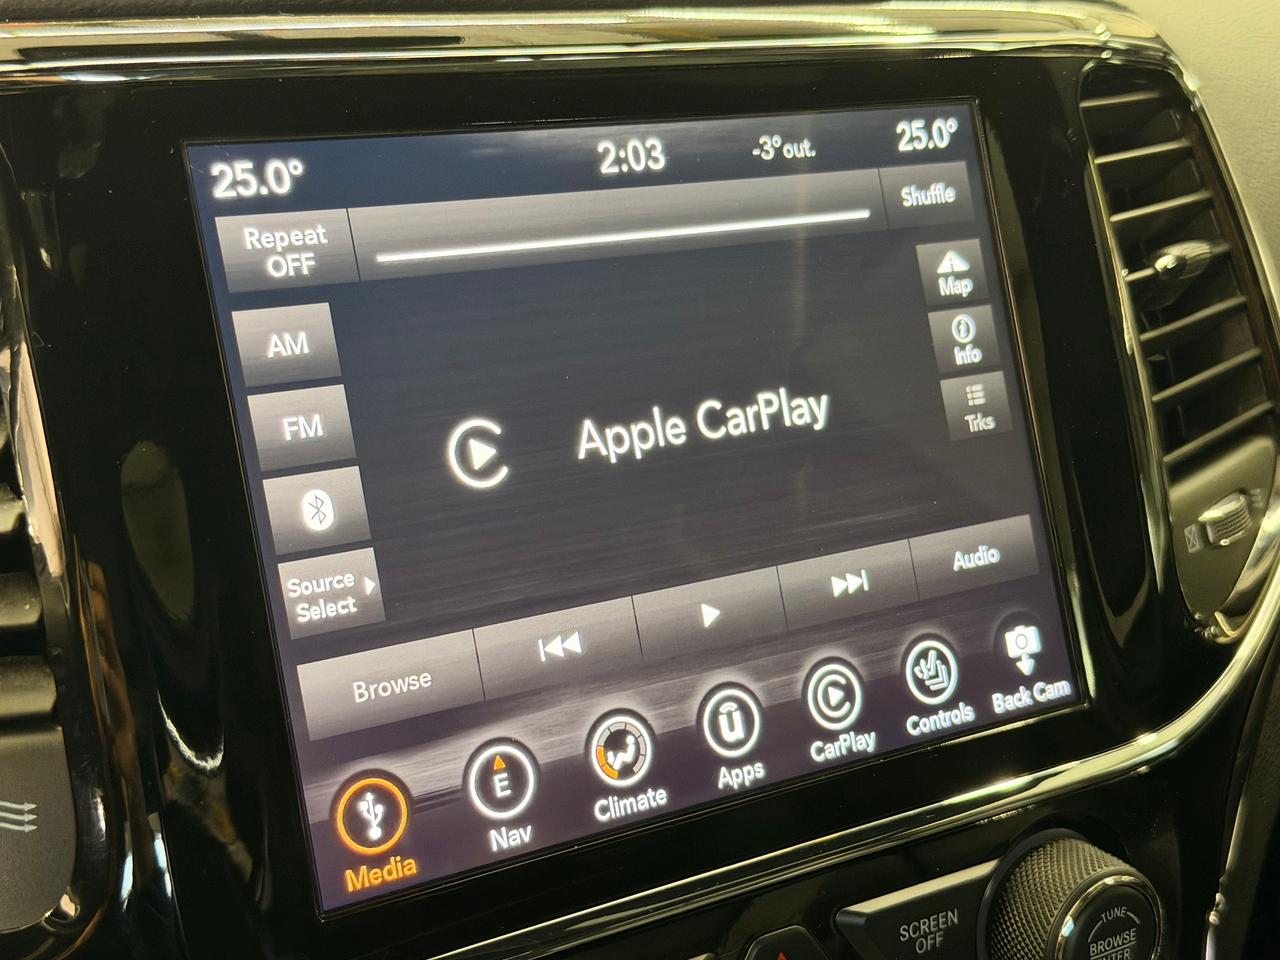 25.0°
2:03
-3° out.
25.0°
Repeat
OFF
Shuffle
AM
FM
Source
Select
Map
Info
Trks
Apple CarPlay
Browse
Audio
Media
E
Nav
Climate
Apps
CarPlay
Controls
Back Cam
SCREEN
OFF
TUNE
BROWSE